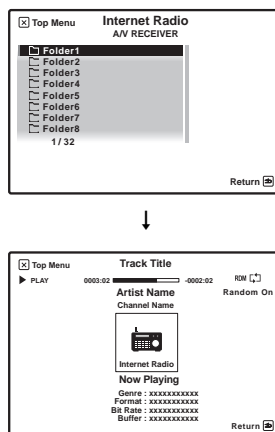 Top Menu Internet Radio
A/V RECEIVER
Folder1
Folder2
Folder3
Folder4
Folder5
Folder6
Folder7
Folder8
1 / 32
Return
Top Menu Track Title
PLAY 0003:02 -0002:02 RDM
Artist Name Random On
Channel Name
Internet Radio
Now Playing
Genre : xxxxxxxxxxx
Format : xxxxxxxxxxx
Bit Rate : xxxxxxxxxxx
Buffer : xxxxxxxxxxx
Return